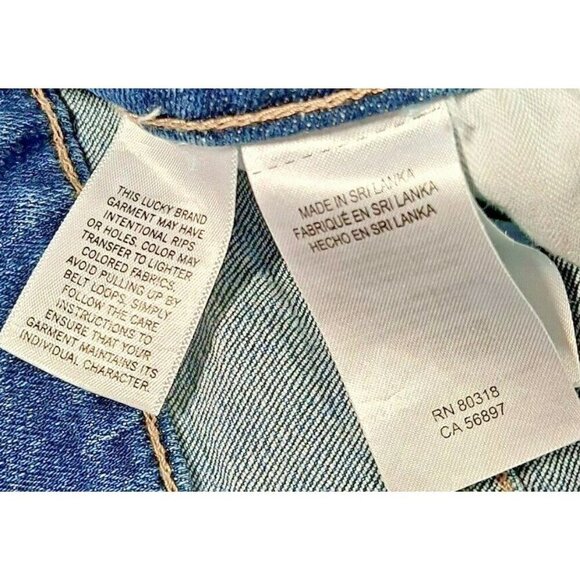 THIS LUCKY BRAND
GARMENT MAY HAVE
INTENTIONAL RIPS
OR HOLES. COLOR MAY
TRANSFER TO LIGHTER
COLORED FABRICS.
AVOID PULLING UP BY
BELT LOOPS. SIMPLY
FOLLOW THE CARE
INSTRUCTIONS TO
ENSURE THAT YOUR
GARMENT MAINTAINS ITS
INDIVIDUAL CHARACTER.
MADE IN SRI LANKA
FABRIQUÉ EN SRI LANKA
HECHO EN SRI LANKA
RN 80318
CA 56897